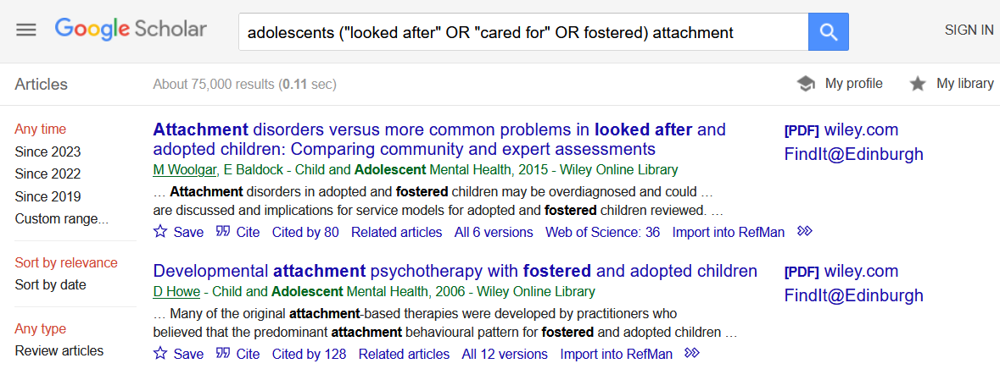 Google Scholar
adolescents ("looked after" OR "cared for" OR fostered) attachment
SIGN IN
Articles
About 75,000 results (0.11 sec)
My profile
My library
Any time
Since 2023
Since 2022
Since 2019
Custom range...
Sort by relevance
Sort by date
Any type
Review articles
Attachment disorders versus more common problems in looked after and
adopted children: Comparing community and expert assessments
M Woolgar, E Baldock - Child and Adolescent Mental Health, 2015 - Wiley Online Library
… Attachment disorders in adopted and fostered children may be overdiagnosed and could …
are discussed and implications for service models for adopted and fostered children reviewed. …
Save Cite Cited by 80 Related articles All 6 versions Web of Science: 36 Import into RefMan
[PDF] wiley.com
FindIt@Edinburgh
Developmental attachment psychotherapy with fostered and adopted children
D Howe - Child and Adolescent Mental Health, 2006 - Wiley Online Library
… Many of the original attachment-based therapies were developed by practitioners who
believed that the predominant attachment behavioural pattern for fostered and adopted children …
Save Cite Cited by 128 Related articles All 12 versions Import into RefMan
[PDF] wiley.com
FindIt@Edinburgh